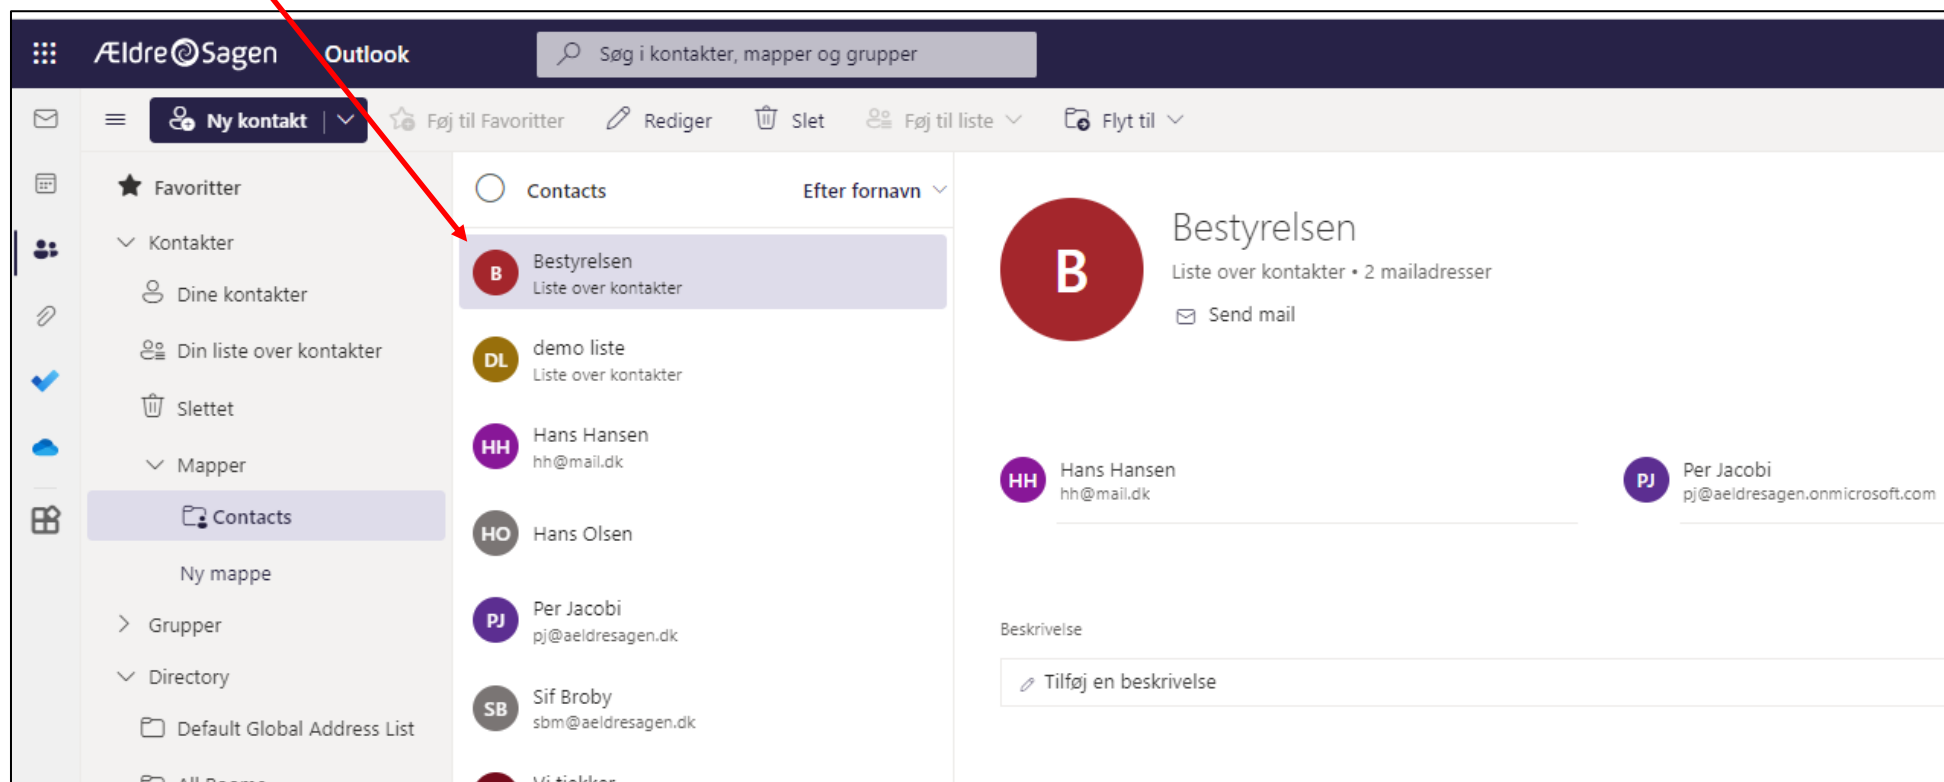 Ældre Sagen Outlook Søg i kontakter, mapper og grupper
Ny kontakt Føj til Favoritter Rediger Slet Føj til liste Flyt til
Favoritter
Kontakter
Dine kontakter
Din liste over kontakter
Slettet
Mapper
Contacts
Ny mappe
Grupper
Directory
Default Global Address List
Contacts Efter fornavn
B Bestyrelsen
Liste over kontakter
DL demo liste
Liste over kontakter
HH Hans Hansen
hh@mail.dk
HO Hans Olsen
PJ Per Jacobi
pj@aeldresagen.dk
SB Sif Broby
sbm@aeldresagen.dk
B
Bestyrelsen
Liste over kontakter • 2 mailadresser
Send mail
HH Hans Hansen
hh@mail.dk
PJ Per Jacobi
pj@aeldresagen.onmicrosoft.com
Beskrivelse
Tilføj en beskrivelse